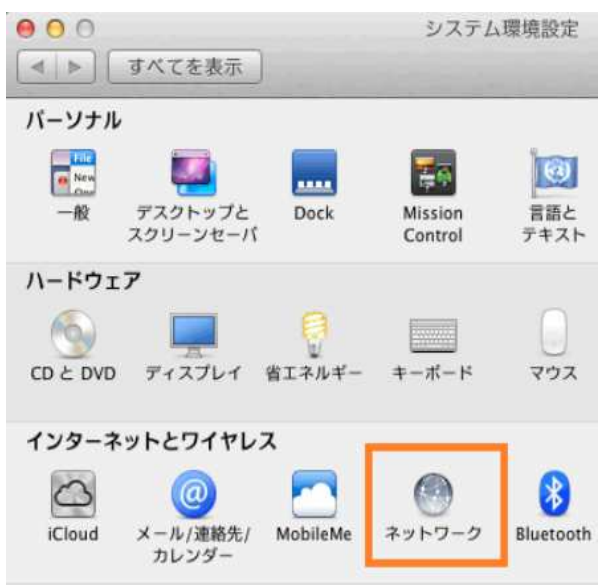 システム環境設定
すべてを表示
パーソナル
File
New
One
一般
デスクトップと
スクリーンセーバ
Dock
Mission
Control
言語と
テキスト
ハードウェア
CD と DVD
ディスプレイ
省エネルギー
キーボード
マウス
インターネットとワイヤレス
iCloud
メール/連絡先/
カレンダー
MobileMe
ネットワーク
Bluetooth